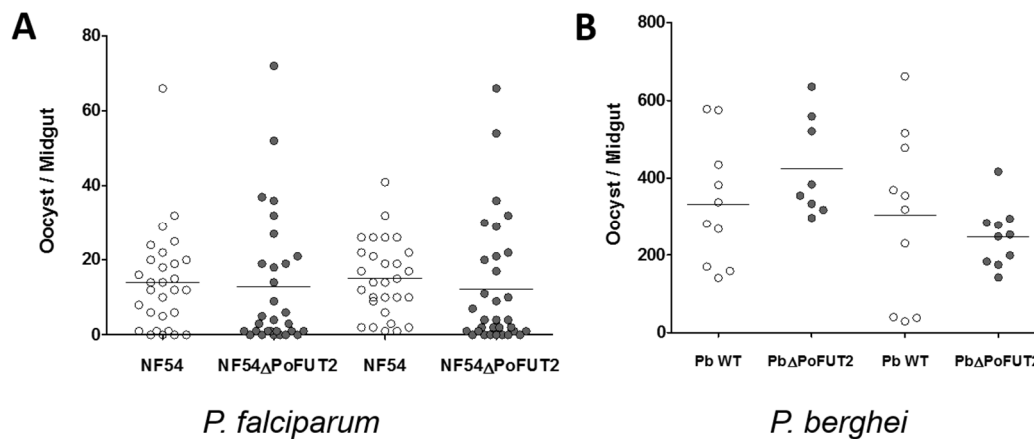 A
Oocyst / Midgut
80
60
40
20
0
NF54
NF54ΔPoFUT2
NF54
NF54ΔPoFUT2
P. falciparum
B
Oocyst / Midgut
800
600
400
200
0
Pb WT
PbΔPoFUT2
Pb WT
PbΔPoFUT2
P. berghei